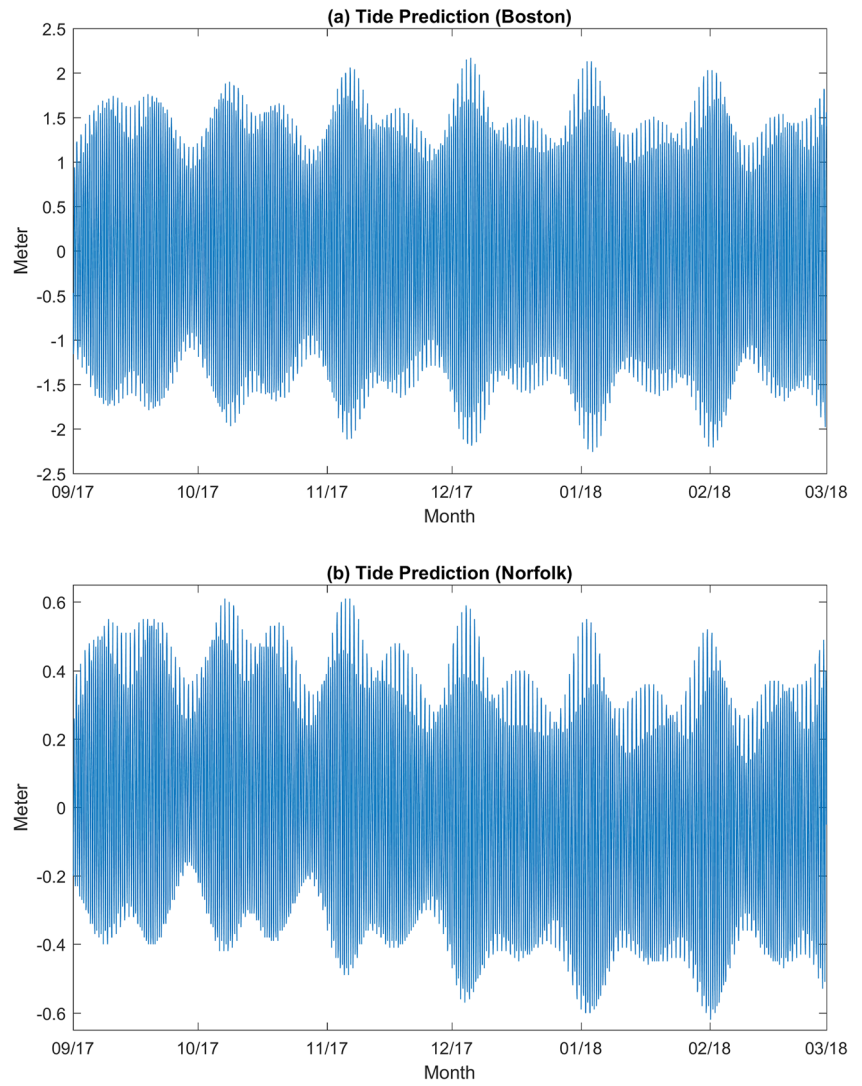 (a) Tide Prediction (Boston)
2.5
2
1.5
1
0.5
0
-0.5
-1
-1.5
-2
-2.5
Meter
09/17 10/17 11/17 12/17 01/18 02/18 03/18
Month
(b) Tide Prediction (Norfolk)
0.6
0.4
0.2
0
-0.2
-0.4
-0.6
Meter
09/17 10/17 11/17 12/17 01/18 02/18 03/18
Month